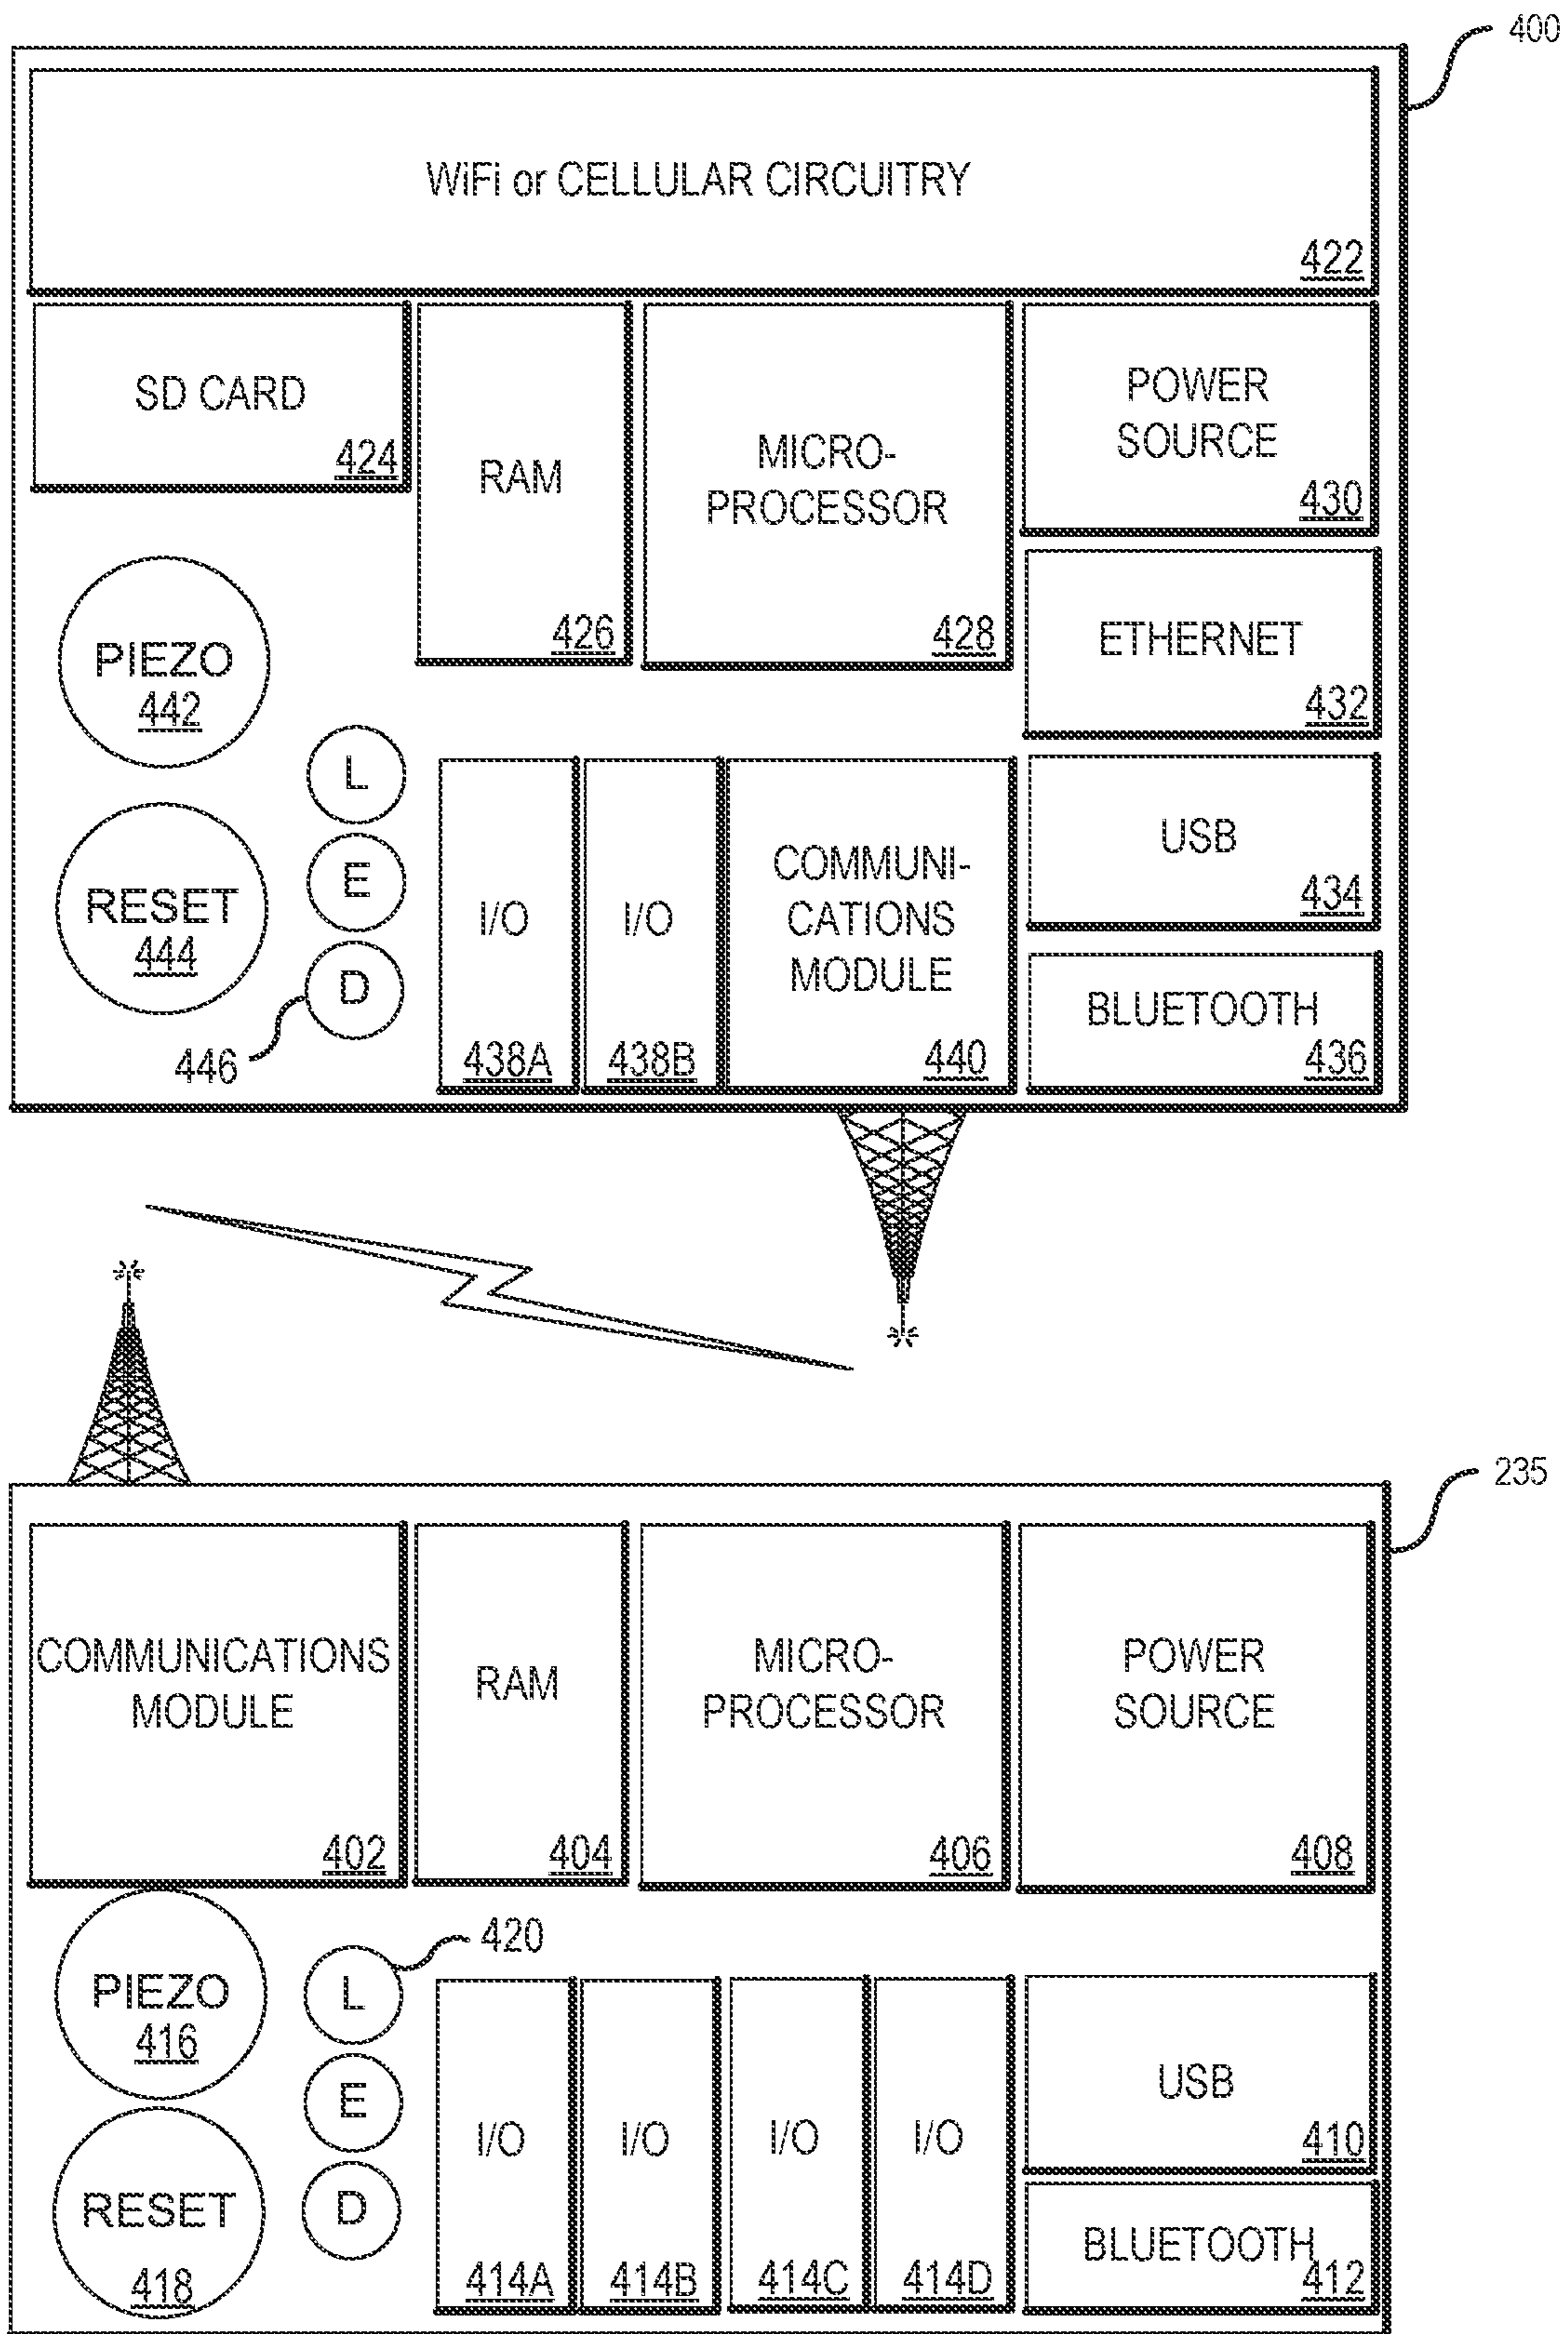 400
WiFi or CELLULAR CIRCUITRY
422
SD CARD
424
RAM
426
MICRO-
PROCESSOR
428
POWER
SOURCE
430
PIEZO
442
ETHERNET
432
RESET
444
L
E
D
446
I/O
438A
I/O
438B
COMMUNI-
CATIONS
MODULE
440
USB
434
BLUETOOTH
436
235
COMMUNICATIONS
MODULE
402
RAM
404
MICRO-
PROCESSOR
406
POWER
SOURCE
408
PIEZO
416
RESET
418
420
L
E
D
I/O
414A
I/O
414B
I/O
414C
I/O
414D
USB
410
BLUETOOTH
412